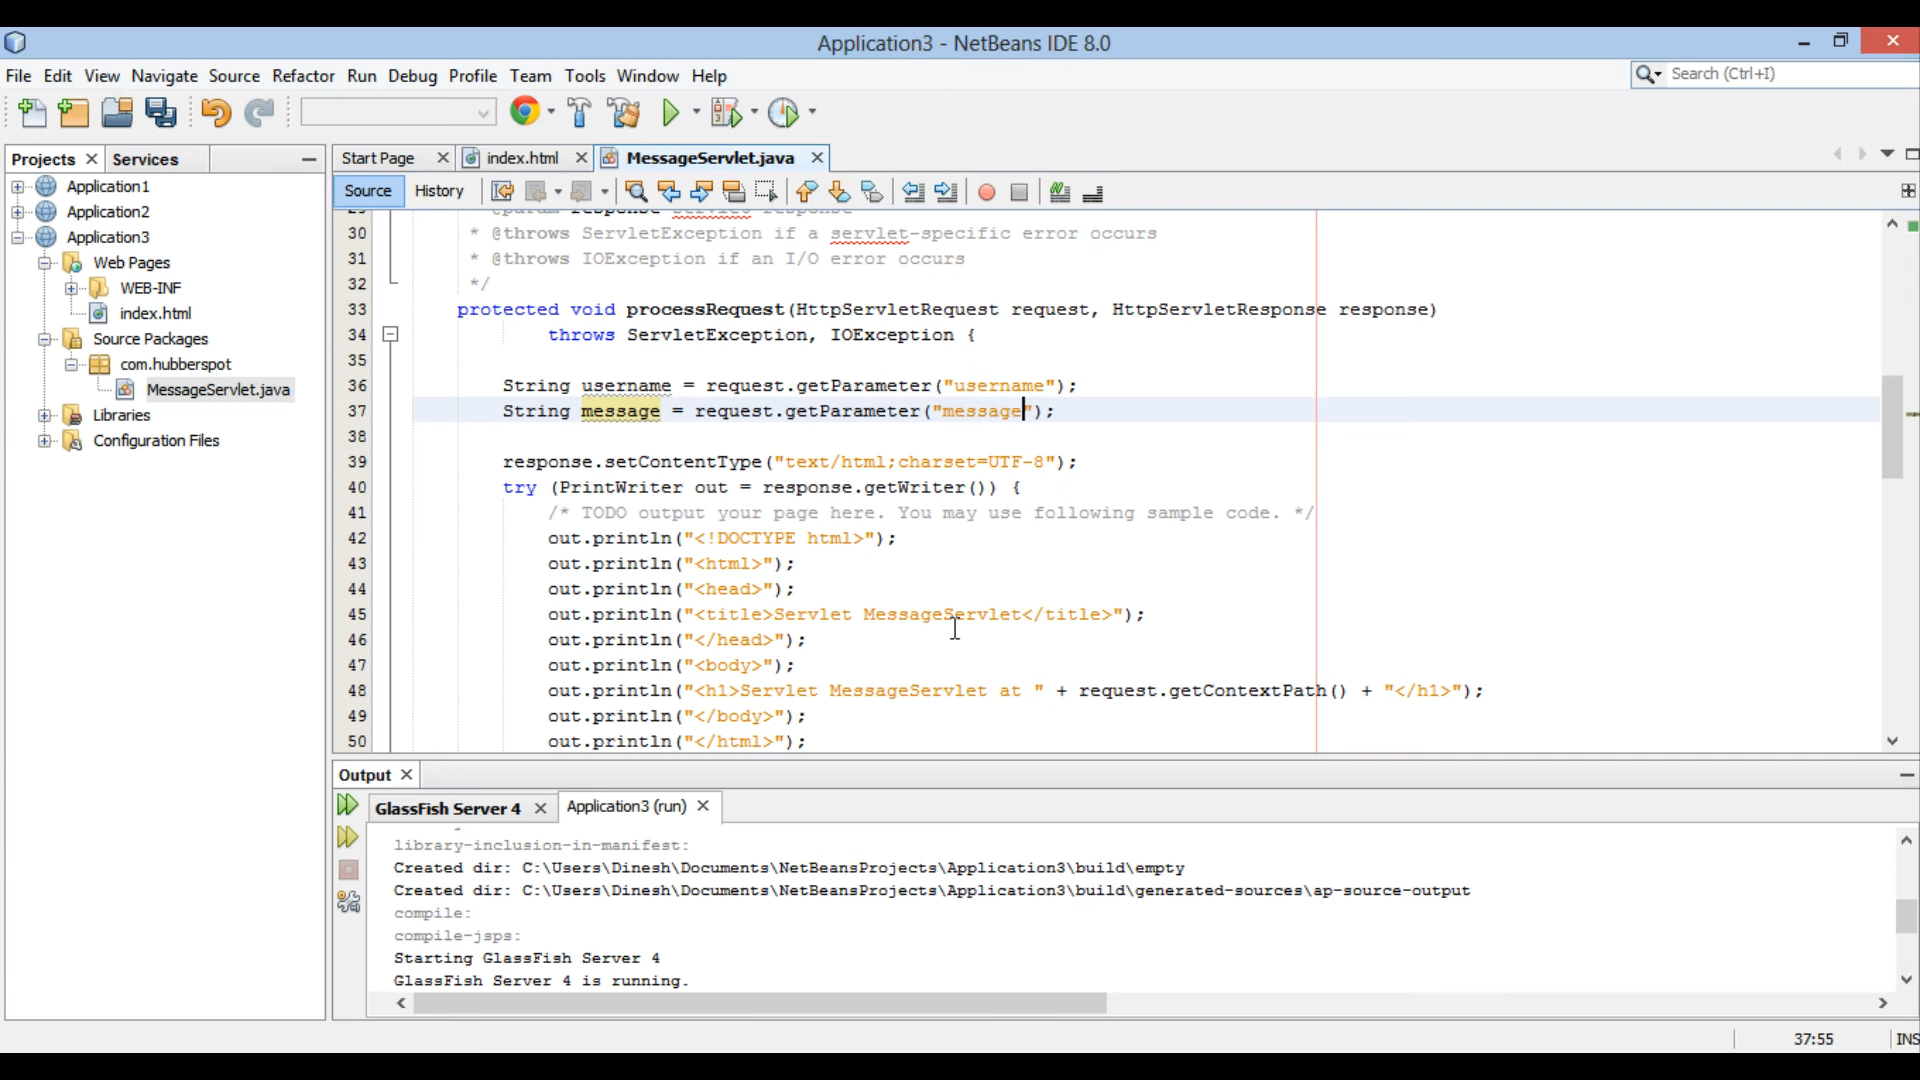 Application3 - NetBeans IDE 8.0
File Edit View Navigate Source Refactor Run Debug Profile Team Tools Window Help
Search (Ctrl+I)
Projects Services
Start Page index.html MessageServlet.java
Source History
Application1
Application2
Application3
Web Pages
WEB-INF
index.html
Source Packages
com.hubberspot
MessageServlet.java
Libraries
Configuration Files
29 @param response servlet response
30 * @throws ServletException if a servlet-specific error occurs
31 * @throws IOException if an I/O error occurs
32 */
33 protected void processRequest(HttpServletRequest request, HttpServletResponse response)
34 throws ServletException, IOException {
35
36 String username = request.getParameter("username");
37 String message = request.getParameter("message");
38
39 response.setContentType("text/html;charset=UTF-8");
40 try (PrintWriter out = response.getWriter()) {
41 /* TODO output your page here. You may use following sample code. */
42 out.println("<!DOCTYPE html>");
43 out.println("<html>");
44 out.println("<head>");
45 out.println("<title>Servlet MessageServlet</title>");
46 out.println("</head>");
47 out.println("<body>");
48 out.println("<h1>Servlet MessageServlet at " + request.getContextPath() + "</h1>");
49 out.println("</body>");
50 out.println("</html>");
Output
GlassFish Server 4 Application3 (run)
library-inclusion-in-manifest:
Created dir: C:\Users\Dinesh\Documents\NetBeansProjects\Application3\build\empty
Created dir: C:\Users\Dinesh\Documents\NetBeansProjects\Application3\build\generated-sources\ap-source-output
compile:
compile-jsps:
Starting GlassFish Server 4
GlassFish Server 4 is running.
37:55 INS